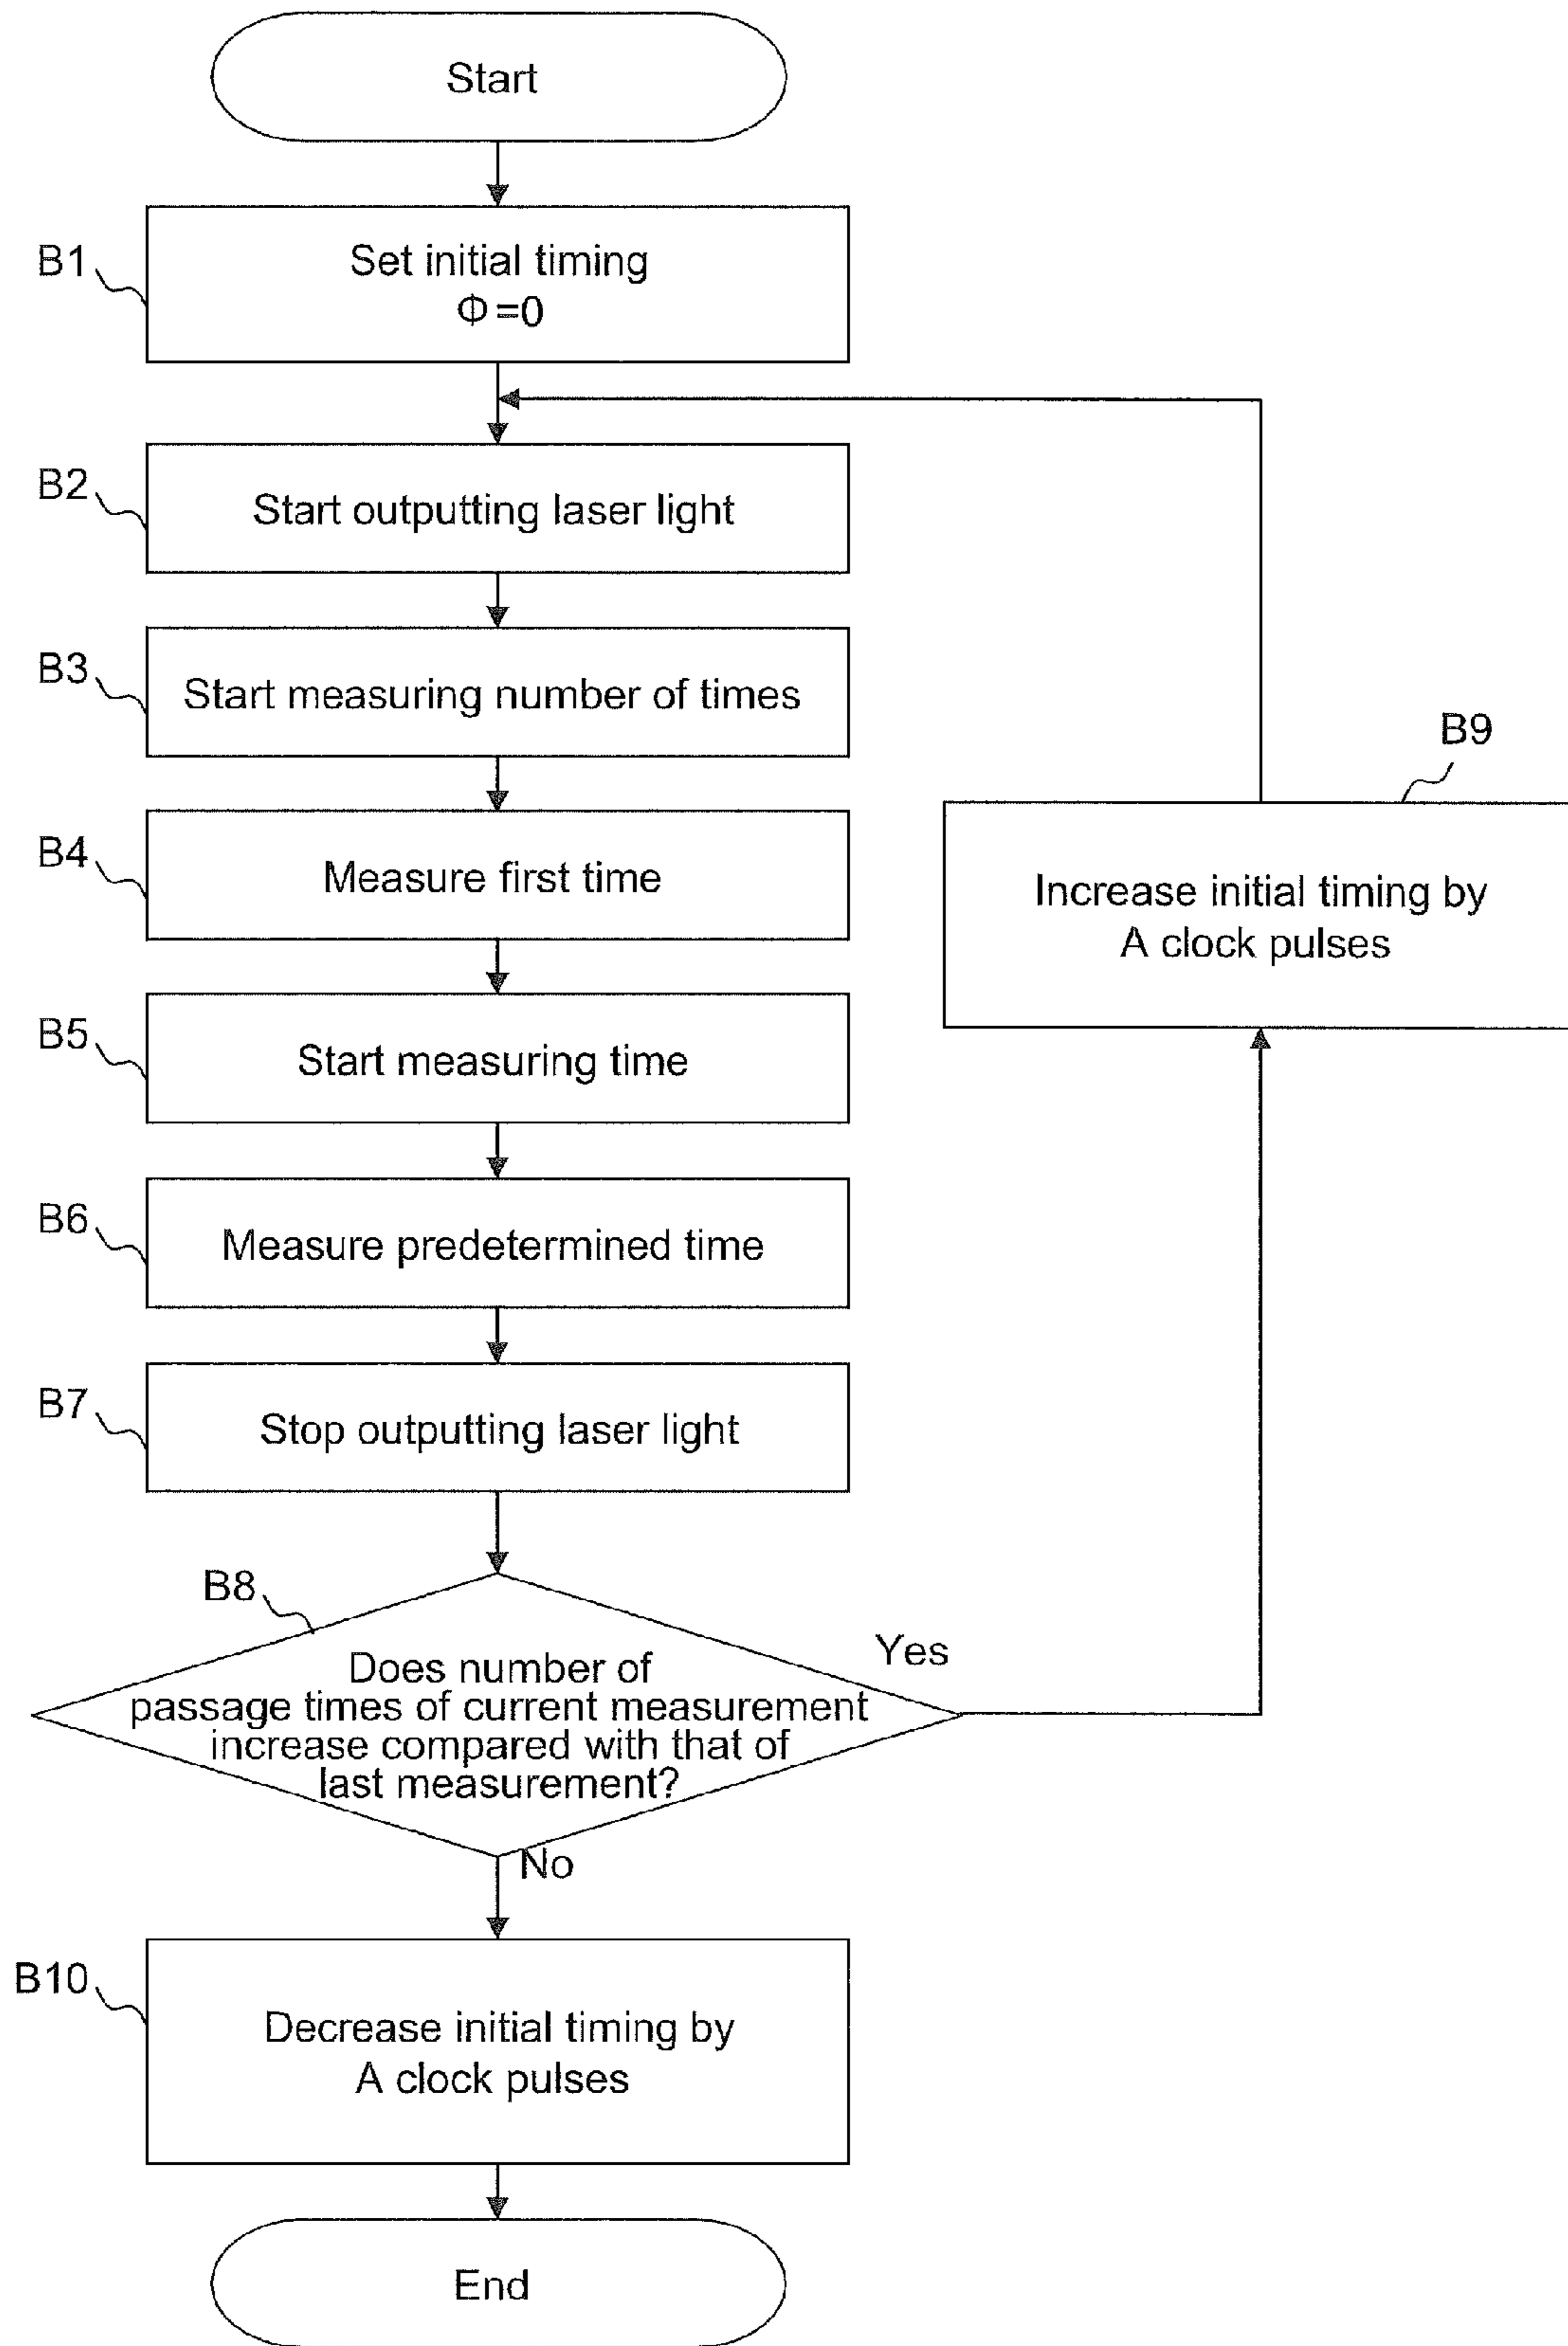 Start
B1
Set initial timing
Φ=0
B2
Start outputting laser light
B3
Start measuring number of times
B4
Measure first time
B5
Start measuring time
B6
Measure predetermined time
B7
Stop outputting laser light
B8
Does number of
passage times of current measurement
increase compared with that of
last measurement?
Yes
No
B9
Increase initial timing by
A clock pulses
B10
Decrease initial timing by
A clock pulses
End